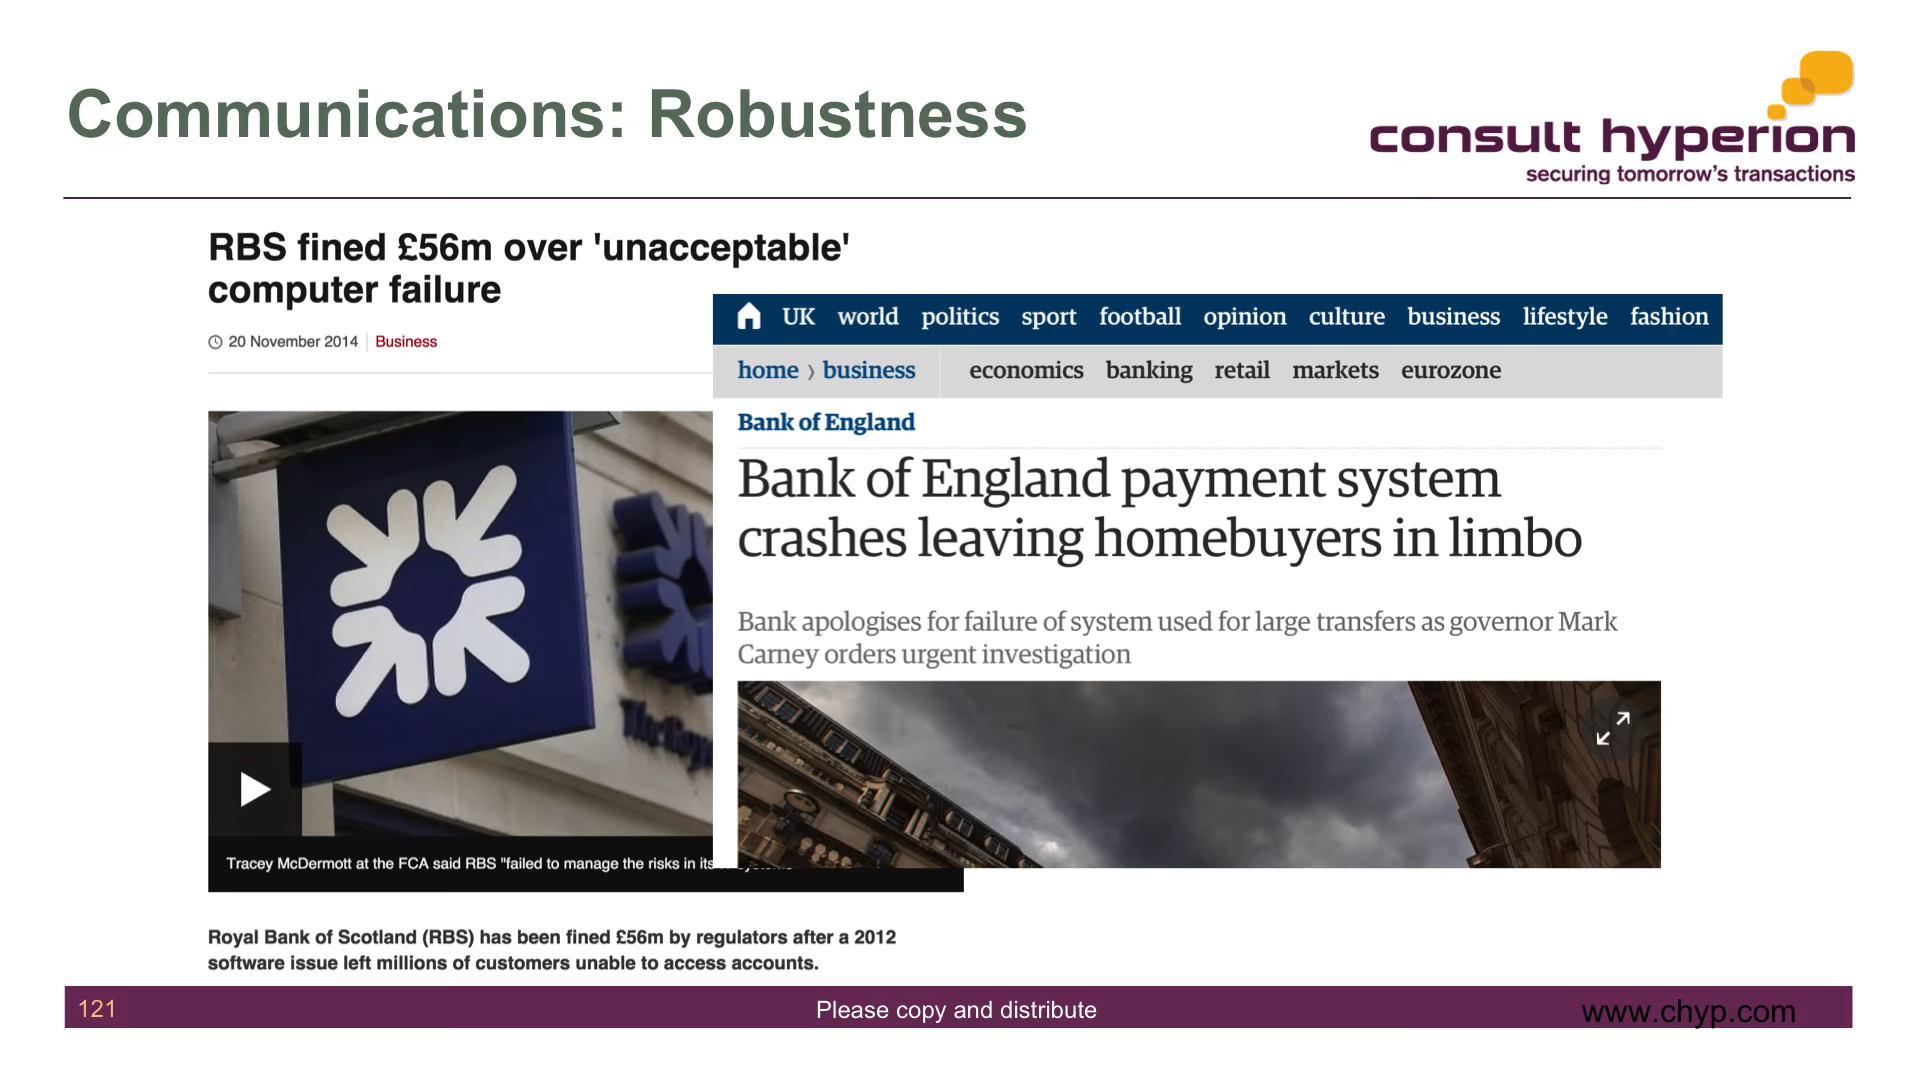 Communications: Robustness
consult hyperion
securing tomorrow's transactions
RBS fined £56m over 'unacceptable'
computer failure
20 November 2014 Business
UK world politics sport football opinion culture business lifestyle fashion
home › business economics banking retail markets eurozone
Bank of England
Bank of England payment system
crashes leaving homebuyers in limbo
Bank apologises for failure of system used for large transfers as governor Mark
Carney orders urgent investigation
Tracey McDermott at the FCA said RBS "failed to manage the risks in its
Royal Bank of Scotland (RBS) has been fined £56m by regulators after a 2012
software issue left millions of customers unable to access accounts.
121
Please copy and distribute
www.chyp.com